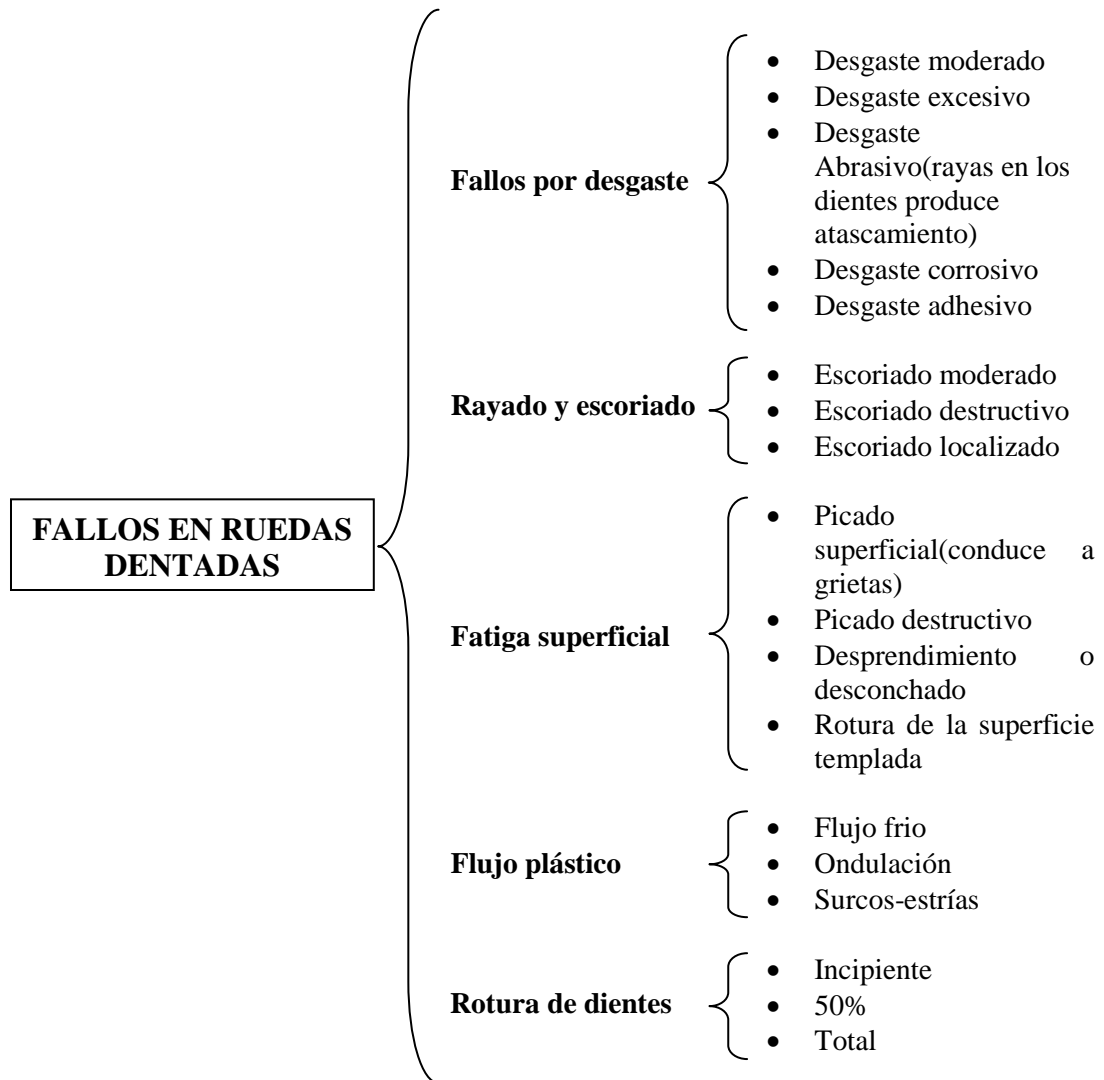 FALLOS EN RUEDAS
DENTADAS
Fallos por desgaste
• Desgaste moderado
• Desgaste excesivo
• Desgaste
Abrasivo(rayas en los
dientes produce
atascamiento)
• Desgaste corrosivo
• Desgaste adhesivo
Rayado y escoriado
• Escoriado moderado
• Escoriado destructivo
• Escoriado localizado
Fatiga superficial
• Picado
superficial(conduce a
grietas)
• Picado destructivo
• Desprendimiento o
desconchado
• Rotura de la superficie
templada
Flujo plástico
• Flujo frio
• Ondulación
• Surcos-estrías
Rotura de dientes
• Incipiente
• 50%
• Total